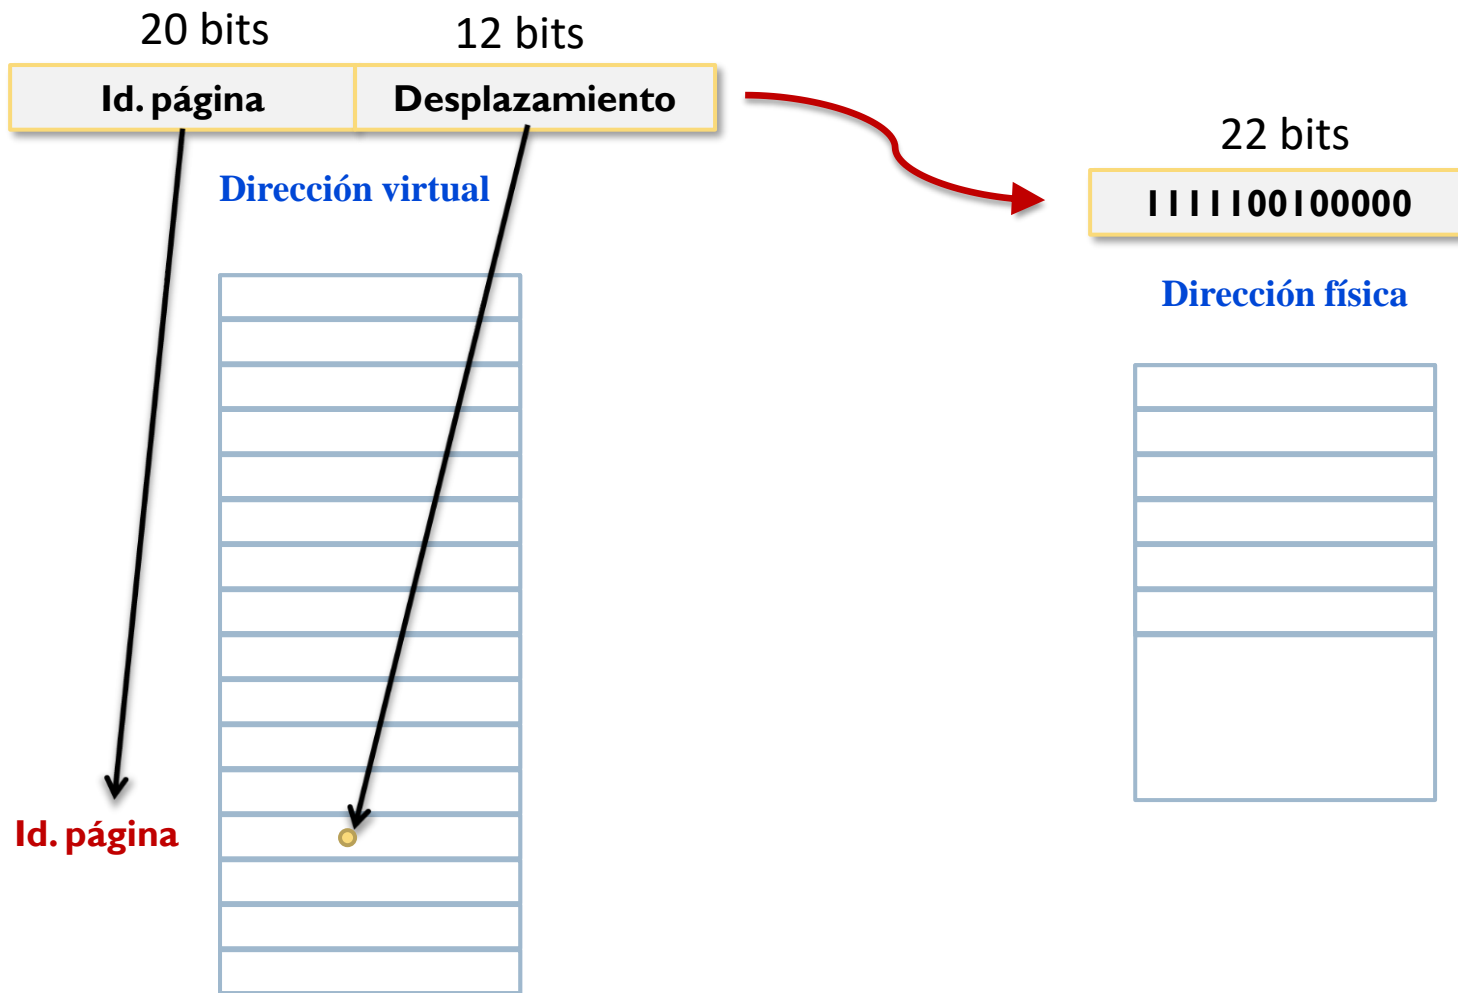 20 bits
12 bits
Id. página
Desplazamiento
22 bits
Dirección virtual
1111100100000
Dirección física
Id. página